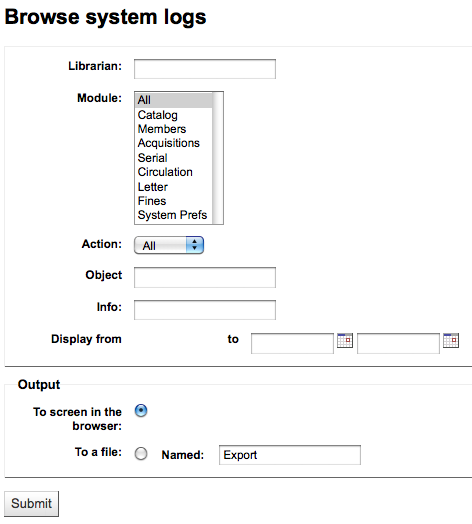 Browse system logs
Librarian:
Module:
All
Catalog
Members
Acquisitions
Serial
Circulation
Letter
Fines
System Prefs
Action: All
Object
Info:
Display from to
Output
To screen in the
browser:
To a file: Named: Export
Submit